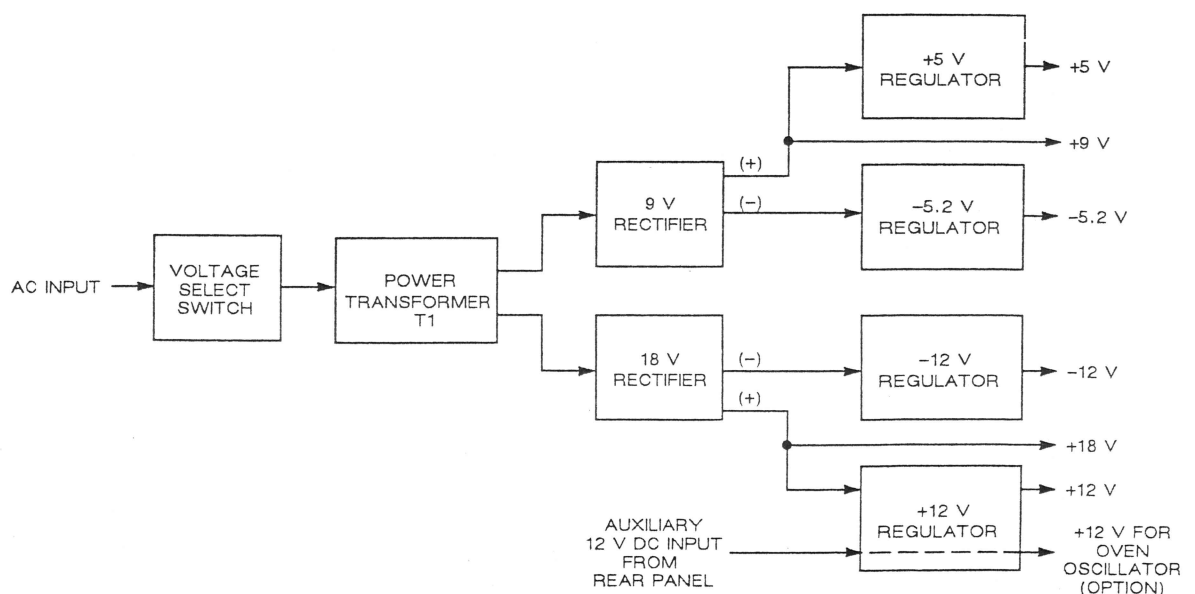 AC INPUT
VOLTAGE
SELECT
SWITCH
POWER
TRANSFORMER
T1
9 V
RECTIFIER
(+)
(-)
+5 V
REGULATOR
+5 V
+9 V
-5.2 V
REGULATOR
-5.2 V
18 V
RECTIFIER
(-)
(+)
-12 V
REGULATOR
-12 V
+18 V
+12 V
REGULATOR
+12 V
AUXILIARY
12 V DC INPUT
FROM
REAR PANEL
+12 V FOR
OVEN
OSCILLATOR
(OPTION)